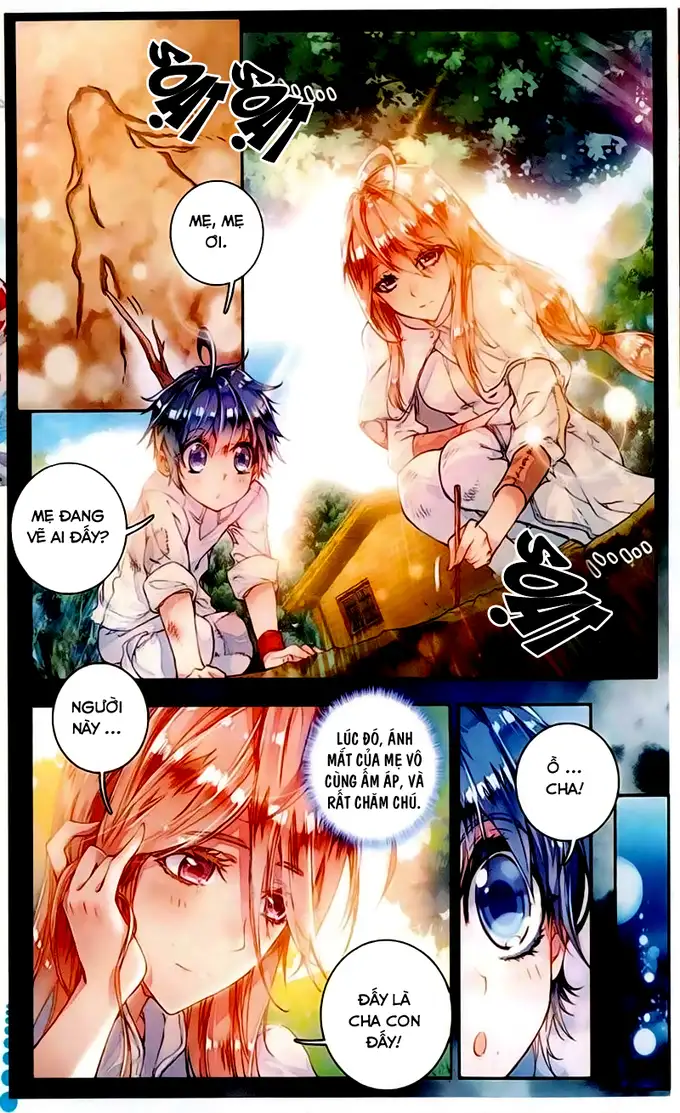 SOẠT
SOẠT
MẸ, MẸ
ƠI.
MẸ ĐANG
VẼ AI ĐẤY?
SOẠT
NGƯỜI
NÀY ...
LÚC ĐÓ, ÁNH
MẮT CỦA MẸ VÔ
CÙNG ẤM ÁP, VÀ
RẤT CHĂM CHÚ.
Ồ ...
CHA!
ĐẤY LÀ
CHA CON
ĐẤY!